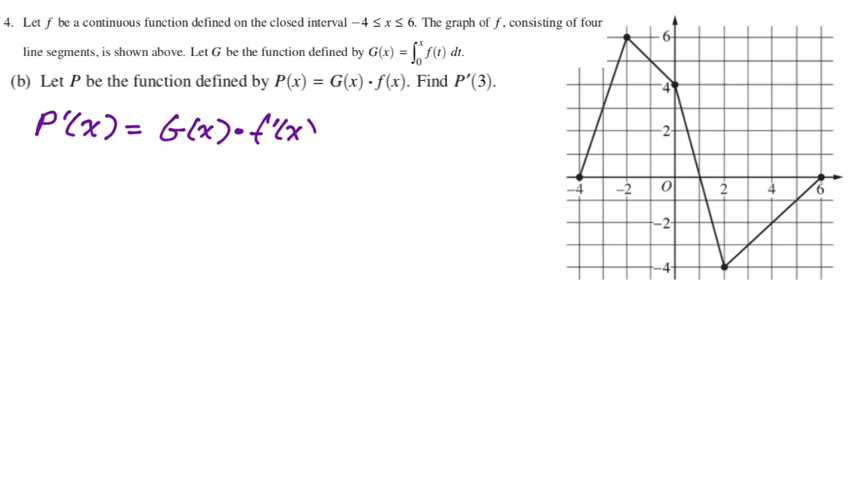 4. Let f be a continuous function defined on the closed interval −4 ≤ x ≤ 6. The graph of f, consisting of four
line segments, is shown above. Let G be the function defined by G(x) = ∫₀ˣ f(t) dt.
(b) Let P be the function defined by P(x) = G(x) · f(x). Find P′(3).
P'(x) = G(x)·f'(x)
6
4
2
−4 −2 O 2 4 6
−2
−4